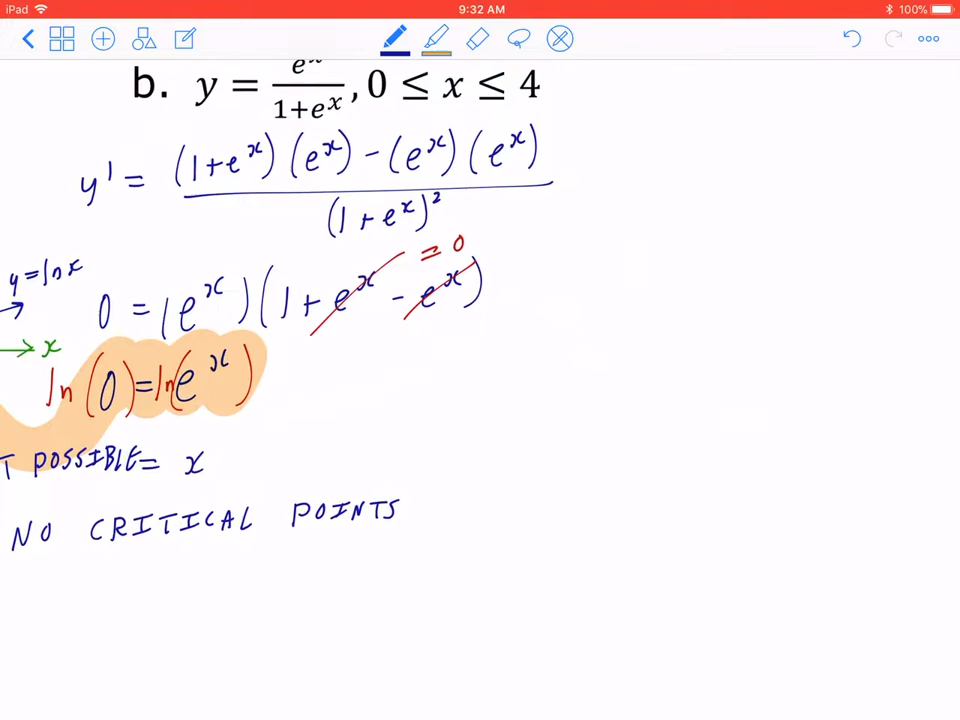 iPad 9:32 AM 100%
b. y = e^x / 1+e^x , 0 ≤ x ≤ 4
y' = (1+e^x)(e^x) - (e^x)(e^x) / (1+e^x)^2
y=ln x
= 0
0 = (e^x)(1+e^x - e^x)
x
ln(0)=ln(e^x)
T POSSIBLE = x
NO CRITICAL POINTS